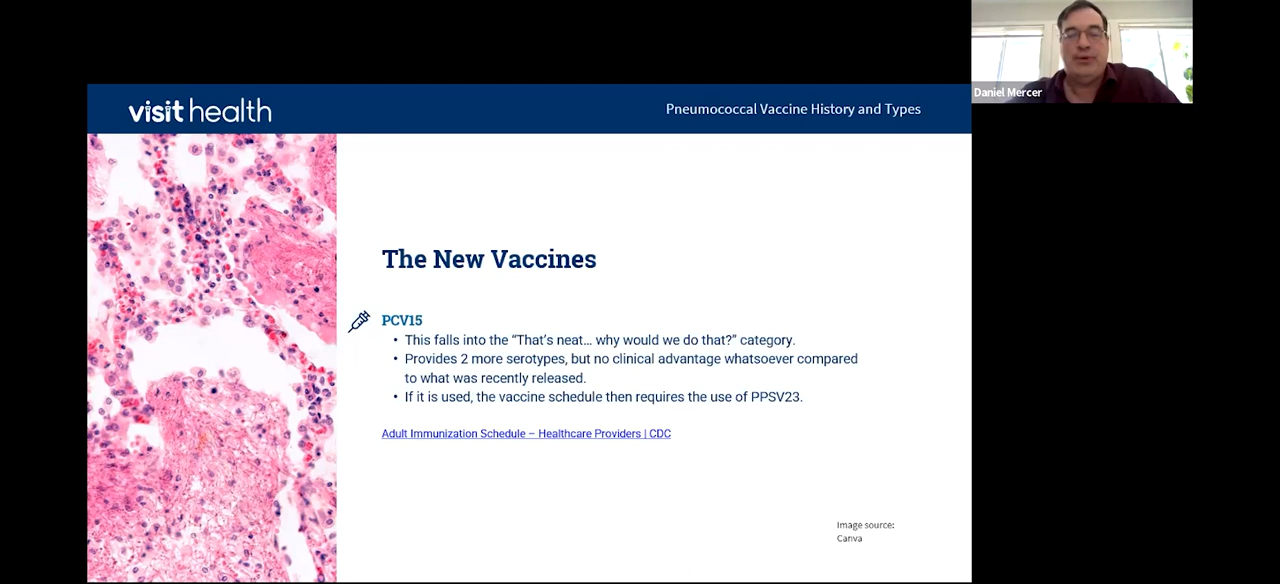 visit health
Pneumococcal Vaccine History and Types
Daniel Mercer
The New Vaccines
PCV15
• This falls into the “That’s neat... why would we do that?” category.
• Provides 2 more serotypes, but no clinical advantage whatsoever compared
to what was recently released.
• If it is used, the vaccine schedule then requires the use of PPSV23.
Adult Immunization Schedule – Healthcare Providers | CDC
Image source:
Canva